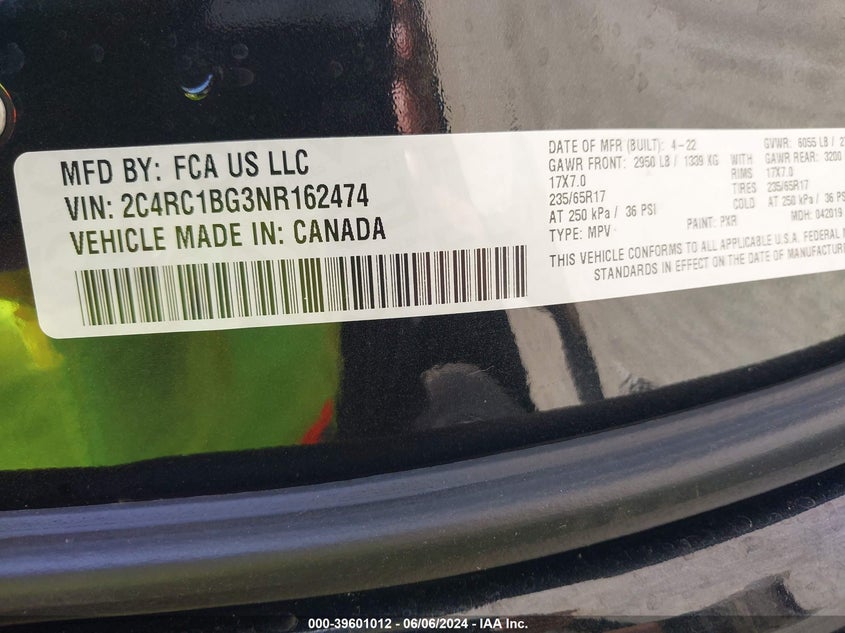 MFD BY: FCA US LLC
VIN: 2C4RC1BG3NR162474
VEHICLE MADE IN: CANADA
DATE OF MFR (BUILT): 4-22 GVWR: 6055 LB /
GAWR FRONT: 2950 LB / 1339 KG WITH GAWR REAR: 3200
17X7.0 RIMS 17X7.0
235/65R17 TIRES 235/65R17
AT 250 kPa / 36 PSI COLD AT 250 kPa / 36 PSI
TYPE: MPV PAINT: PXR MDH: 042019
THIS VEHICLE CONFORMS TO ALL APPLICABLE U.S.A. FEDERAL
STANDARDS IN EFFECT ON THE DATE OF MANUFACTUR
000-39601012 - 06/06/2024 - IAA Inc.